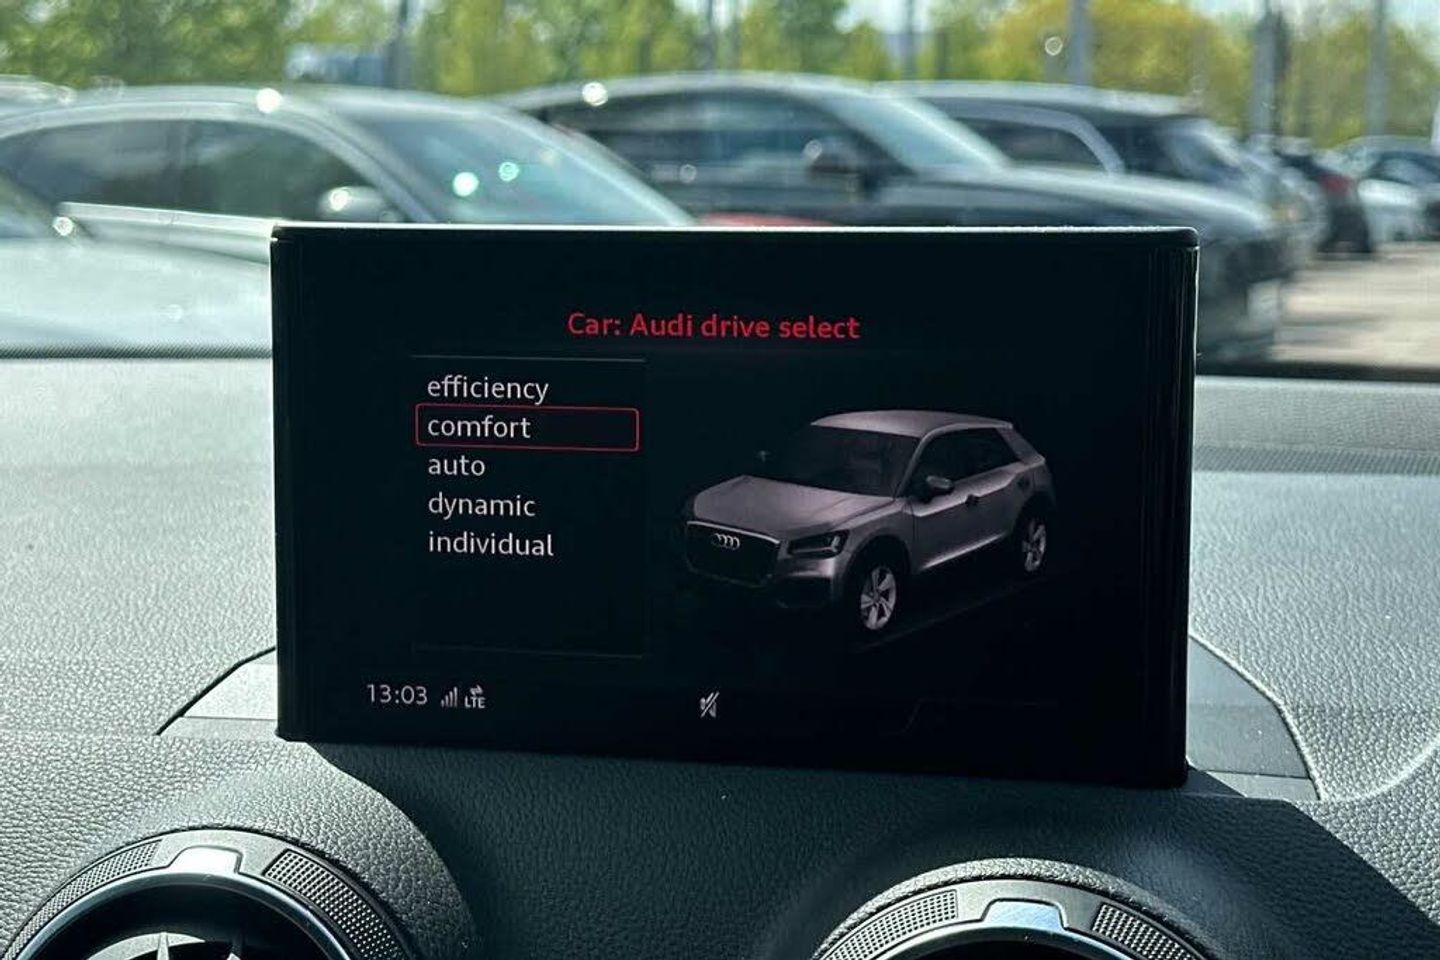 Car: Audi drive select
efficiency
comfort
auto
dynamic
individual
13:03 LTE